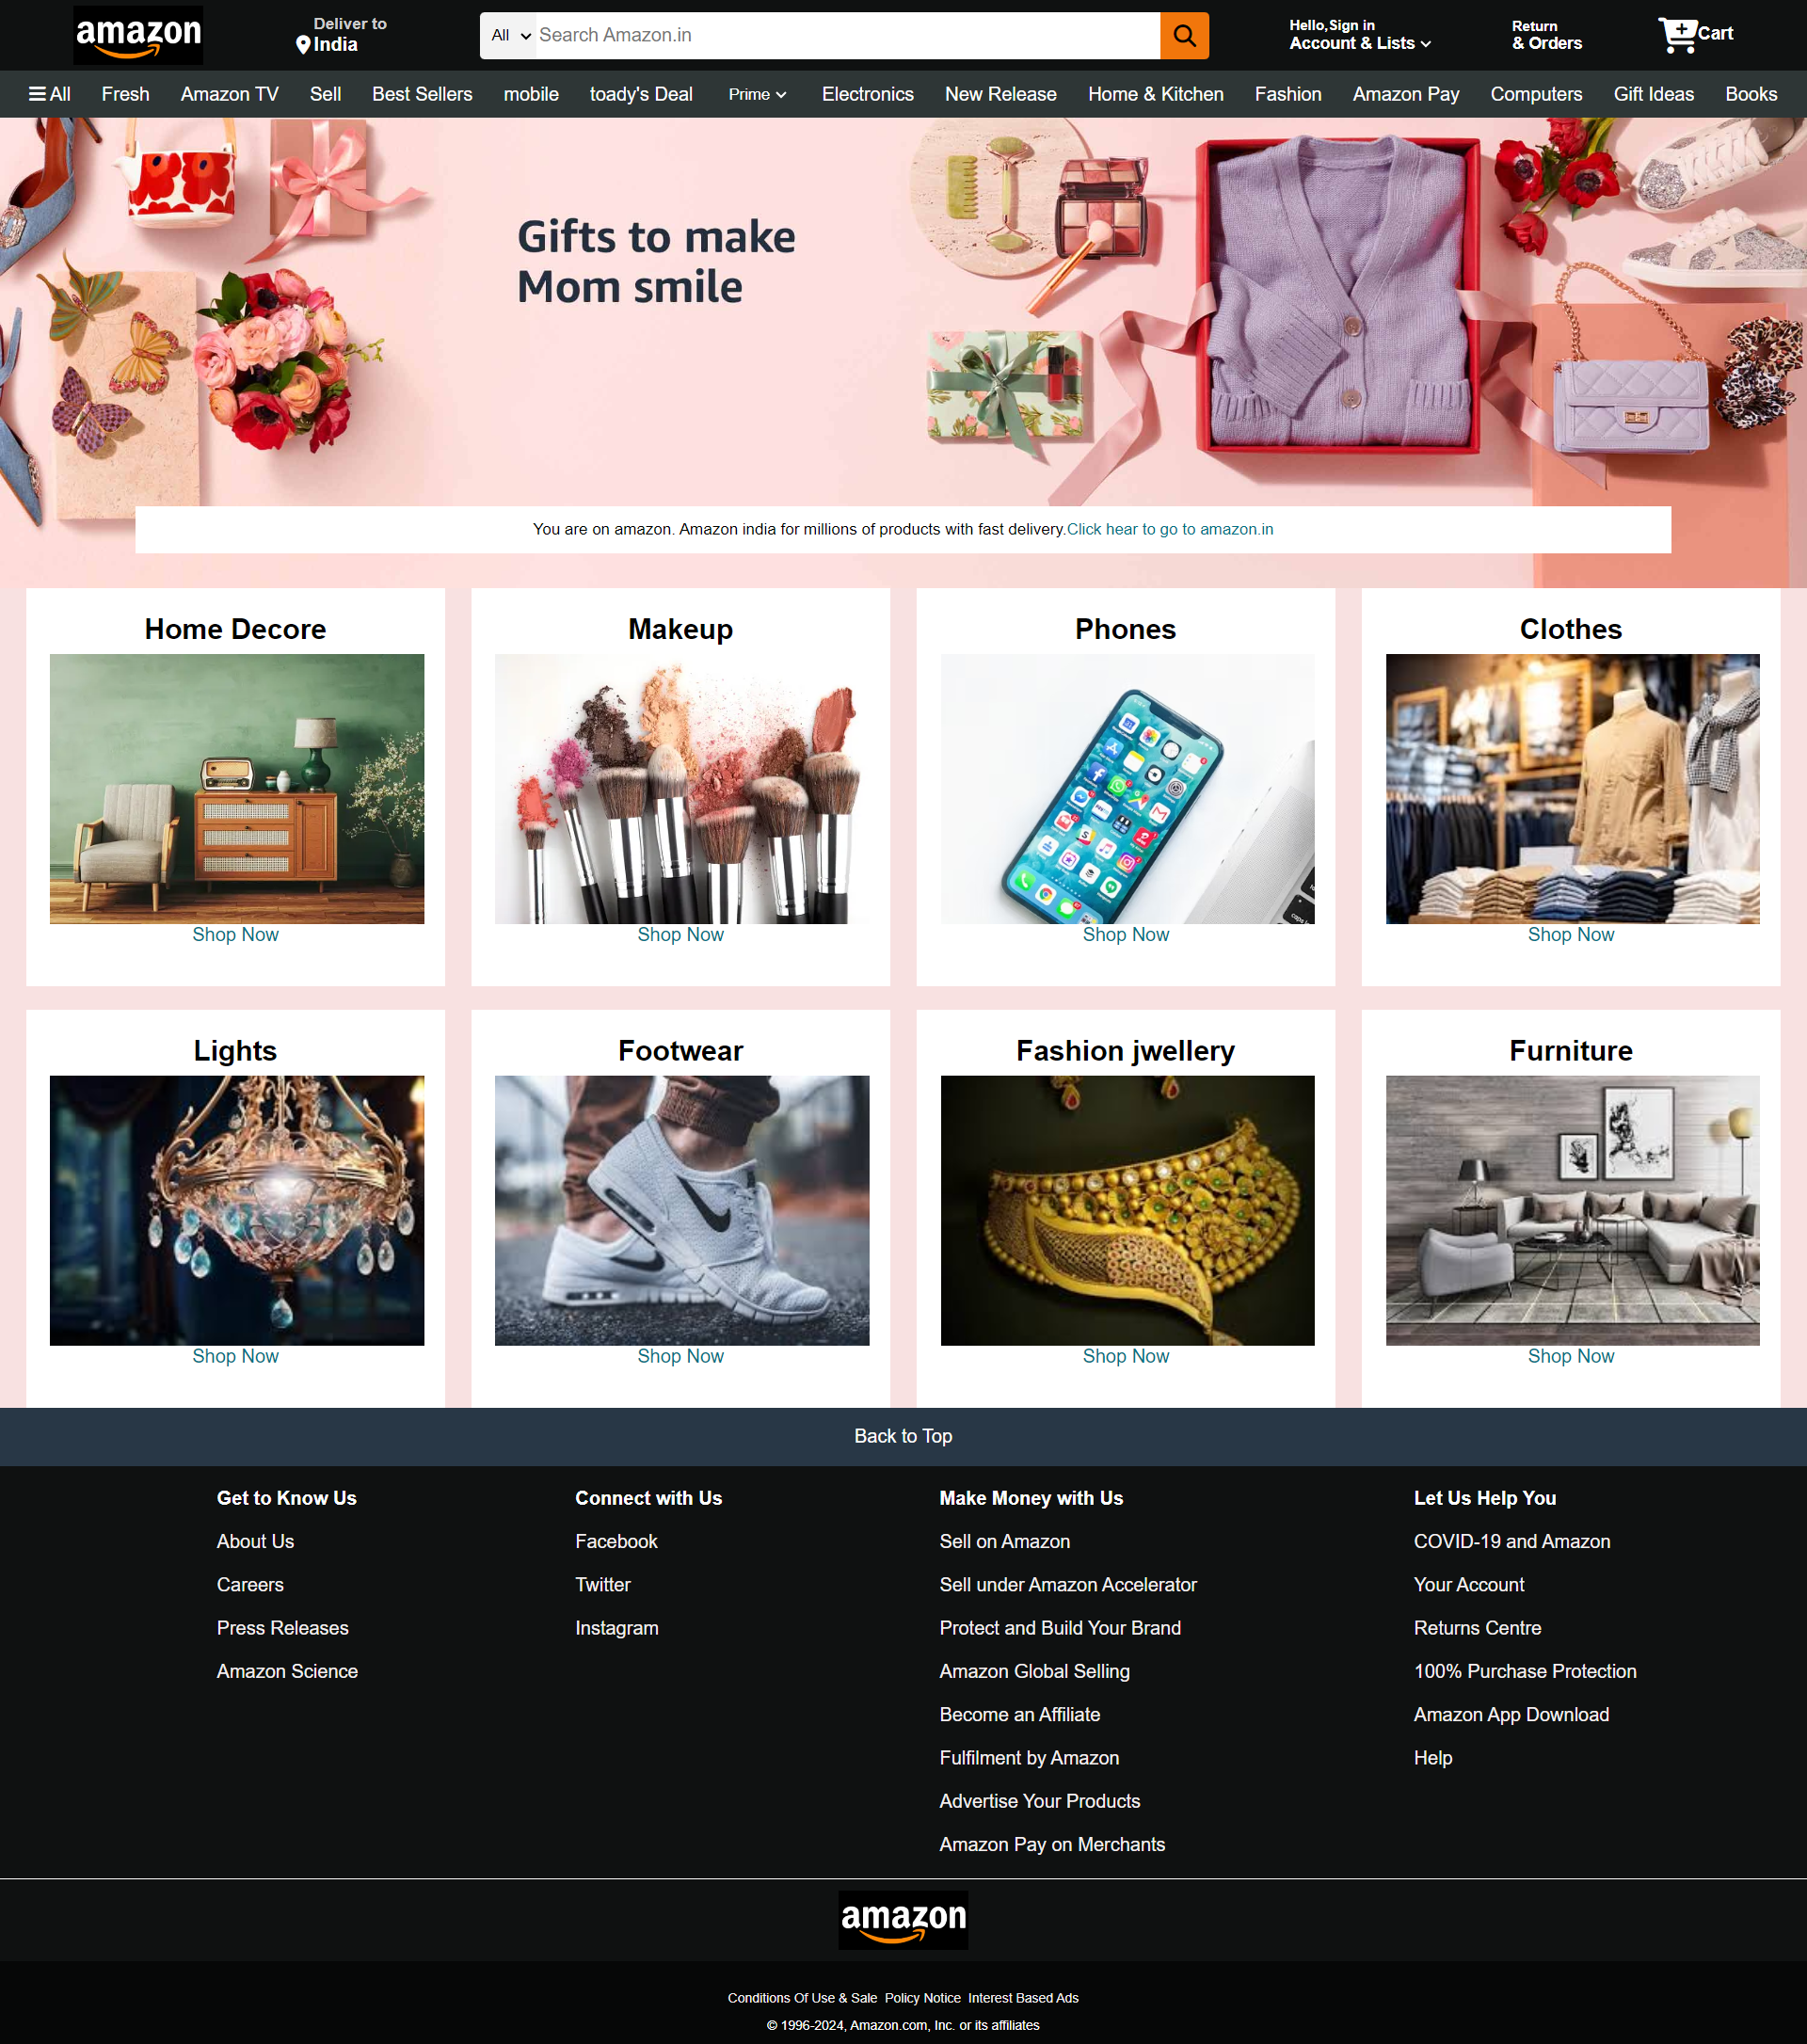 amazon
Deliver to
India
All
Search Amazon.in
Hello,Sign in
Account & Lists
Return
& Orders
Cart
All Fresh Amazon TV Sell Best Sellers mobile toady's Deal Prime Electronics New Release Home & Kitchen Fashion Amazon Pay Computers Gift Ideas Books
Gifts to make
Mom smile
You are on amazon. Amazon india for millions of products with fast delivery.Click hear to go to amazon.in
Home Decore
Shop Now
Makeup
Shop Now
Phones
Shop Now
Clothes
Shop Now
Lights
Shop Now
Footwear
Shop Now
Fashion jwellery
Shop Now
Furniture
Shop Now
Back to Top
Get to Know Us
About Us
Careers
Press Releases
Amazon Science
Connect with Us
Facebook
Twitter
Instagram
Make Money with Us
Sell on Amazon
Sell under Amazon Accelerator
Protect and Build Your Brand
Amazon Global Selling
Become an Affiliate
Fulfilment by Amazon
Advertise Your Products
Amazon Pay on Merchants
Let Us Help You
COVID-19 and Amazon
Your Account
Returns Centre
100% Purchase Protection
Amazon App Download
Help
amazon
Conditions Of Use & Sale Policy Notice Interest Based Ads
© 1996-2024, Amazon.com, Inc. or its affiliates